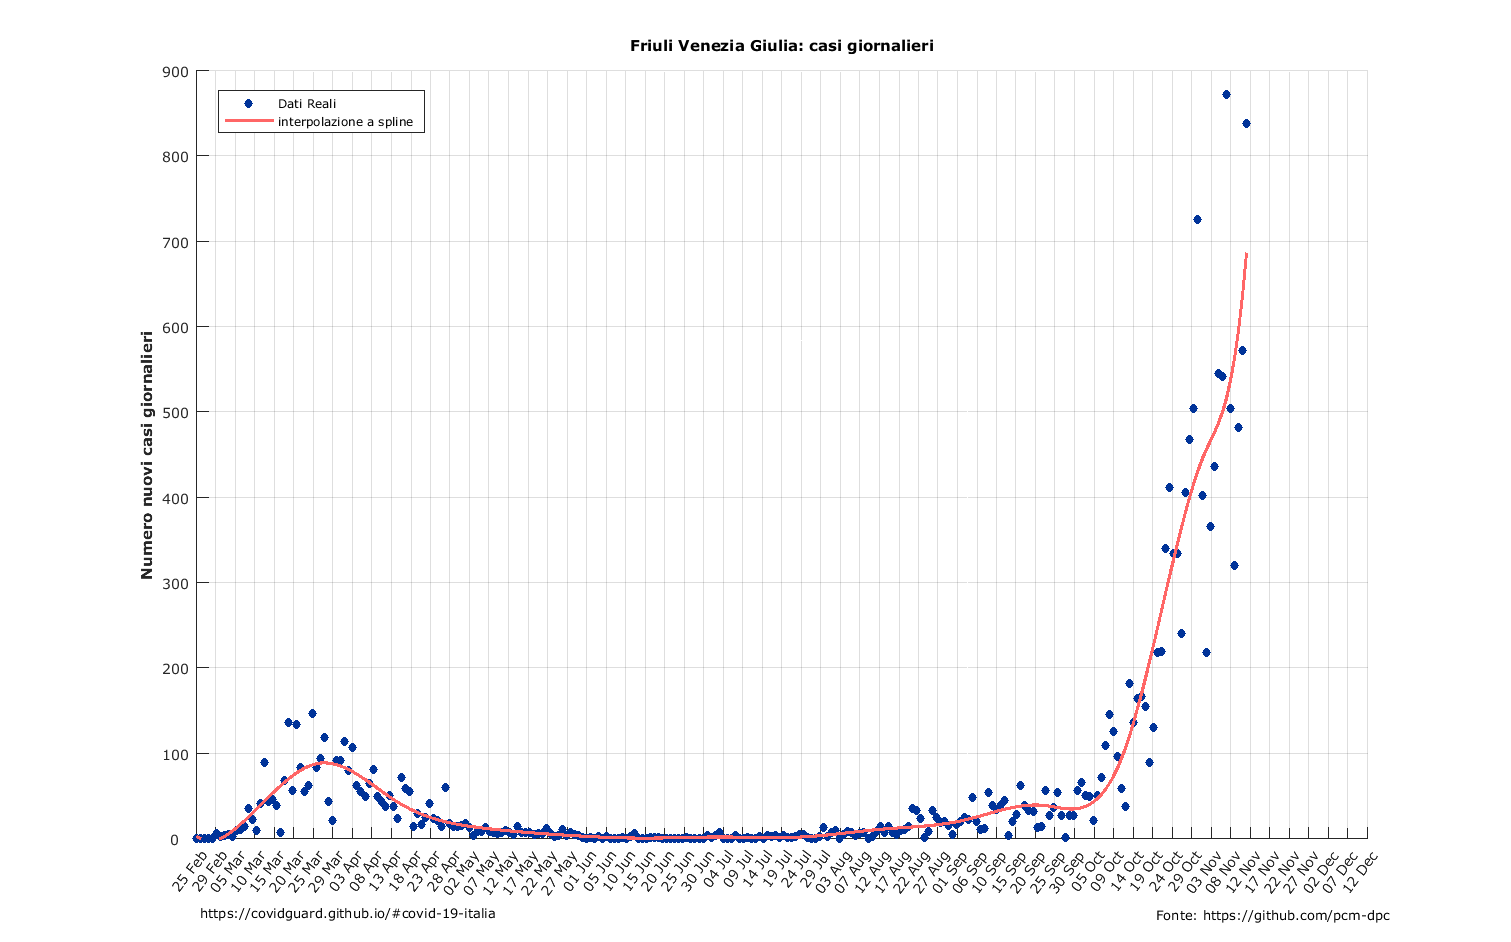 Friuli Venezia Giulia: casi giornalieri
Dati Reali
interpolazione a spline
Numero nuovi casi giornalieri
900
800
700
600
500
400
300
200
100
0
25 Feb
29 Feb
05 Mar
10 Mar
15 Mar
20 Mar
25 Mar
29 Mar
03 Apr
08 Apr
13 Apr
18 Apr
23 Apr
28 Apr
02 May
07 May
12 May
17 May
22 May
27 May
01 Jun
05 Jun
10 Jun
15 Jun
20 Jun
25 Jun
30 Jun
04 Jul
09 Jul
14 Jul
19 Jul
24 Jul
29 Jul
03 Aug
07 Aug
12 Aug
17 Aug
22 Aug
27 Aug
01 Sep
06 Sep
10 Sep
15 Sep
20 Sep
25 Sep
30 Sep
05 Oct
09 Oct
14 Oct
19 Oct
24 Oct
29 Oct
03 Nov
08 Nov
12 Nov
17 Nov
22 Nov
27 Nov
02 Dec
07 Dec
12 Dec
https://covidguard.github.io/#covid-19-italia
Fonte: https://github.com/pcm-dpc